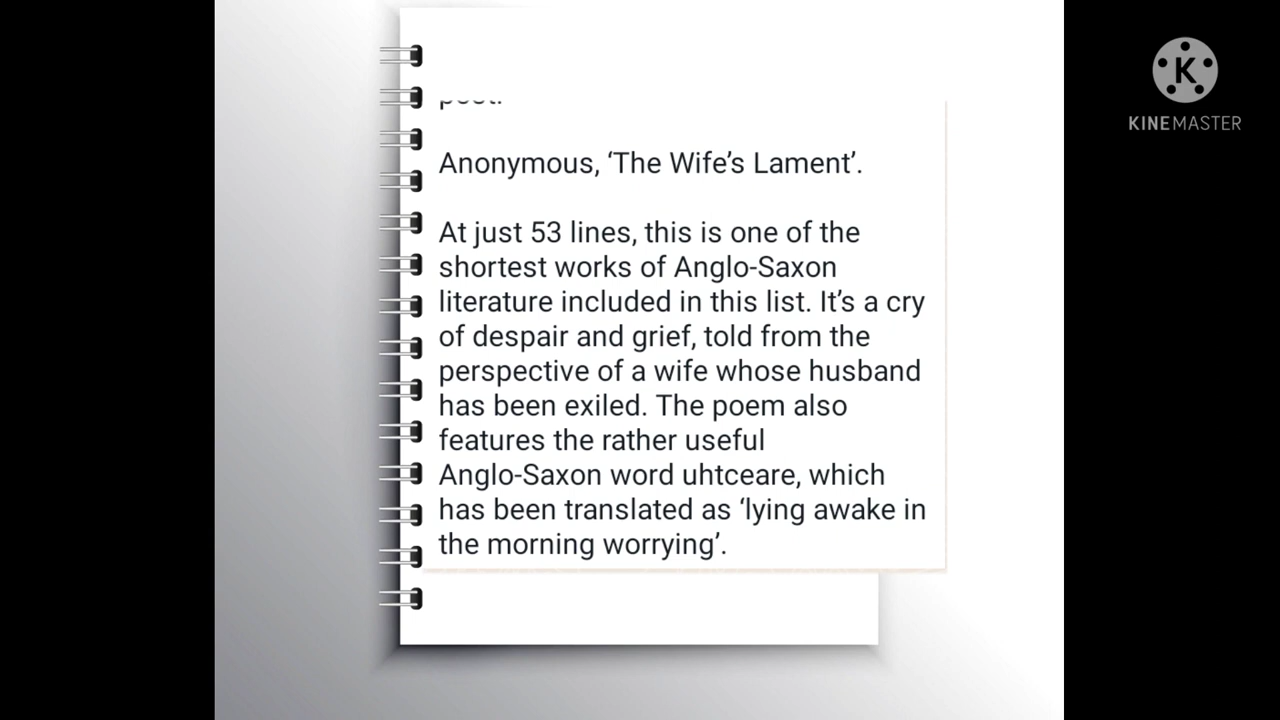 Anonymous, ‘The Wife’s Lament’.
At just 53 lines, this is one of the
shortest works of Anglo-Saxon
literature included in this list. It’s a cry
of despair and grief, told from the
perspective of a wife whose husband
has been exiled. The poem also
features the rather useful
Anglo-Saxon word uhtceare, which
has been translated as ‘lying awake in
the morning worrying’.
K
KINEMASTER